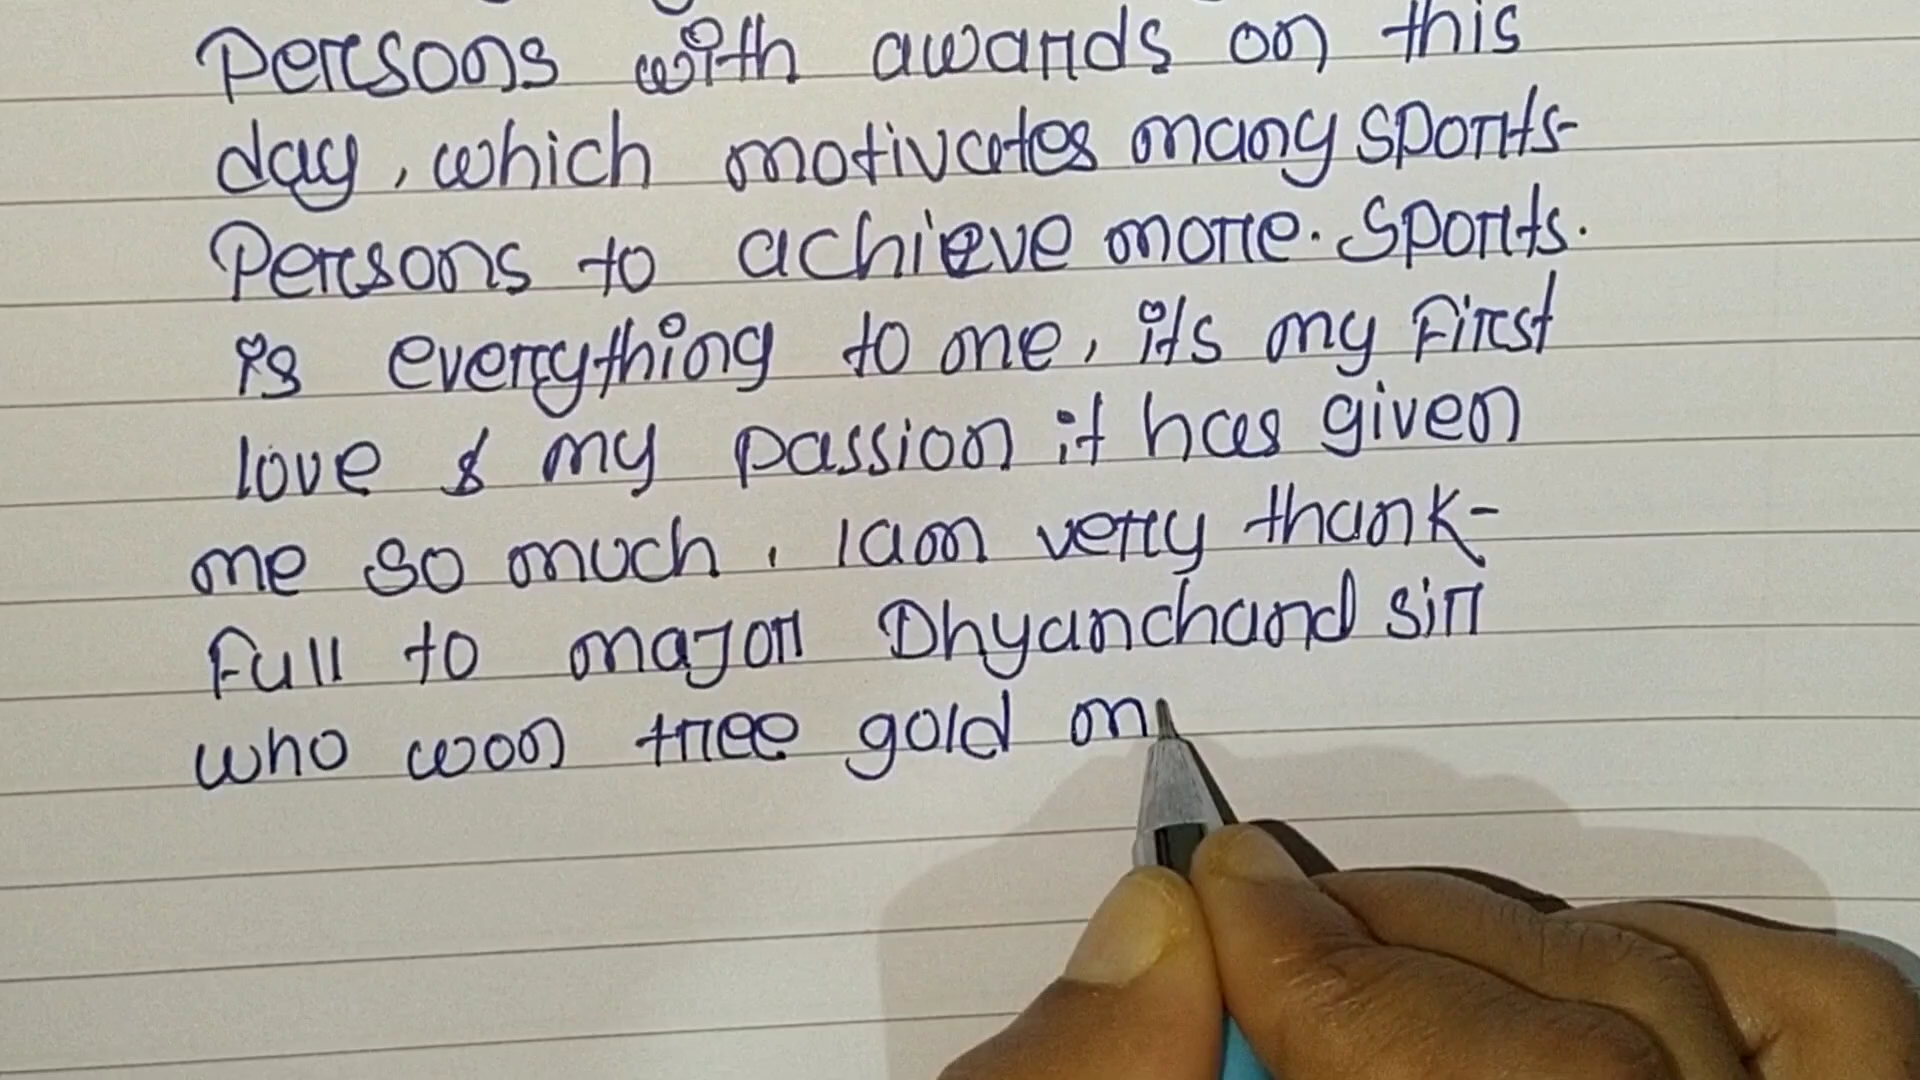 Persons with awards on this
day, which motivates many sports-
Persons to achieve more. Sports.
is everything to me, its my First
love & my passion it has given
me so much. I am very thank-
Full to major Dhyanchand sir
who won tree gold m